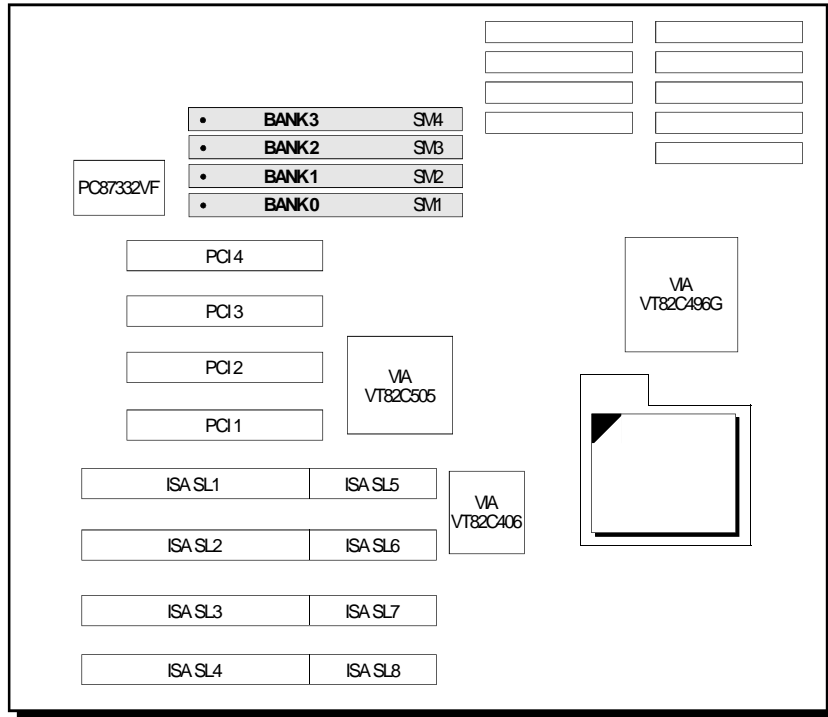 BANK3 SM4
BANK2 SM3
BANK1 SM2
BANK0 SM1
PC87332VF
PCI 4
PCI 3
PCI 2
PCI 1
VIA
VT82C496G
VIA
VT82C505
ISA SL1 ISA SL5
ISA SL2 ISA SL6
ISA SL3 ISA SL7
ISA SL4 ISA SL8
VIA
VT82C406